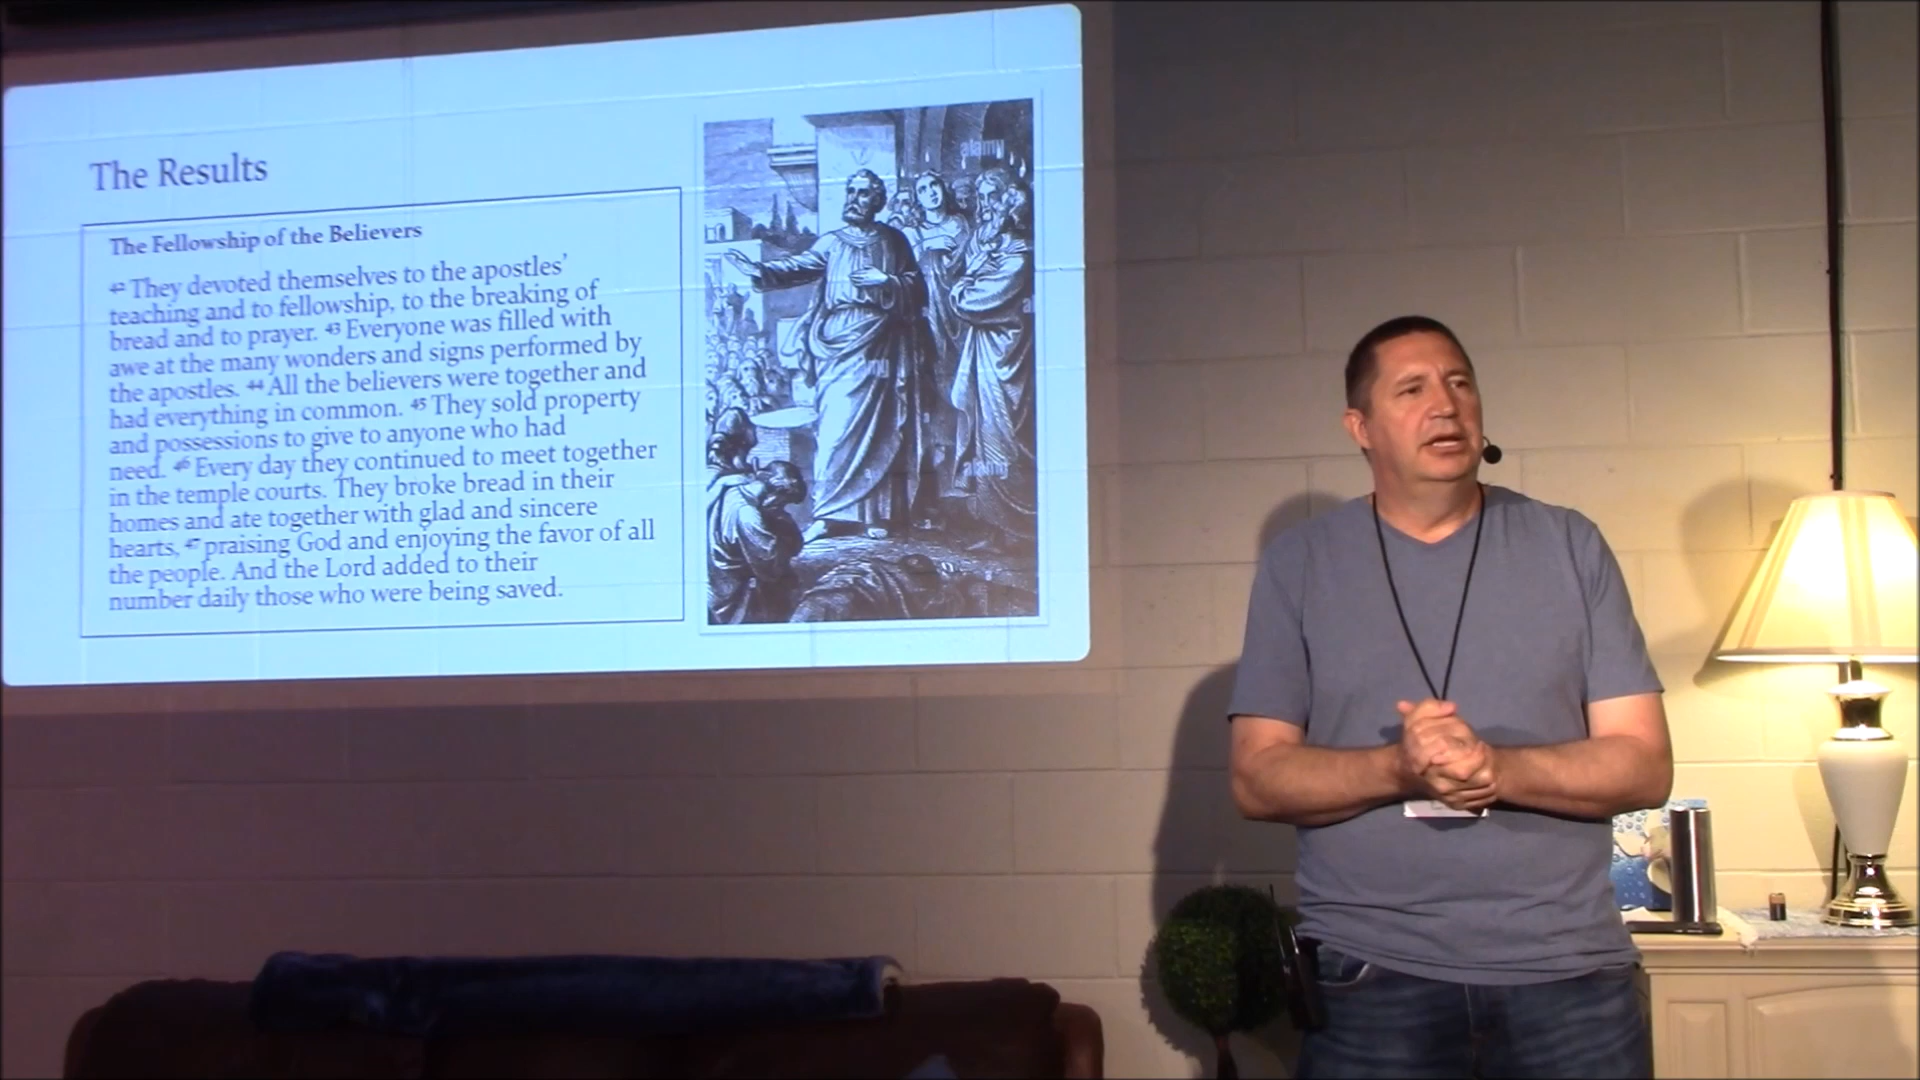 The Results
The Fellowship of the Believers
42 They devoted themselves to the apostles'
teaching and to fellowship, to the breaking of
bread and to prayer. 43 Everyone was filled with
awe at the many wonders and signs performed by
the apostles. 44 All the believers were together and
had everything in common. 45 They sold property
and possessions to give to anyone who had
need. 46 Every day they continued to meet together
in the temple courts. They broke bread in their
homes and ate together with glad and sincere
hearts, 47 praising God and enjoying the favor of all
the people. And the Lord added to their
number daily those who were being saved.
alamy
alamy